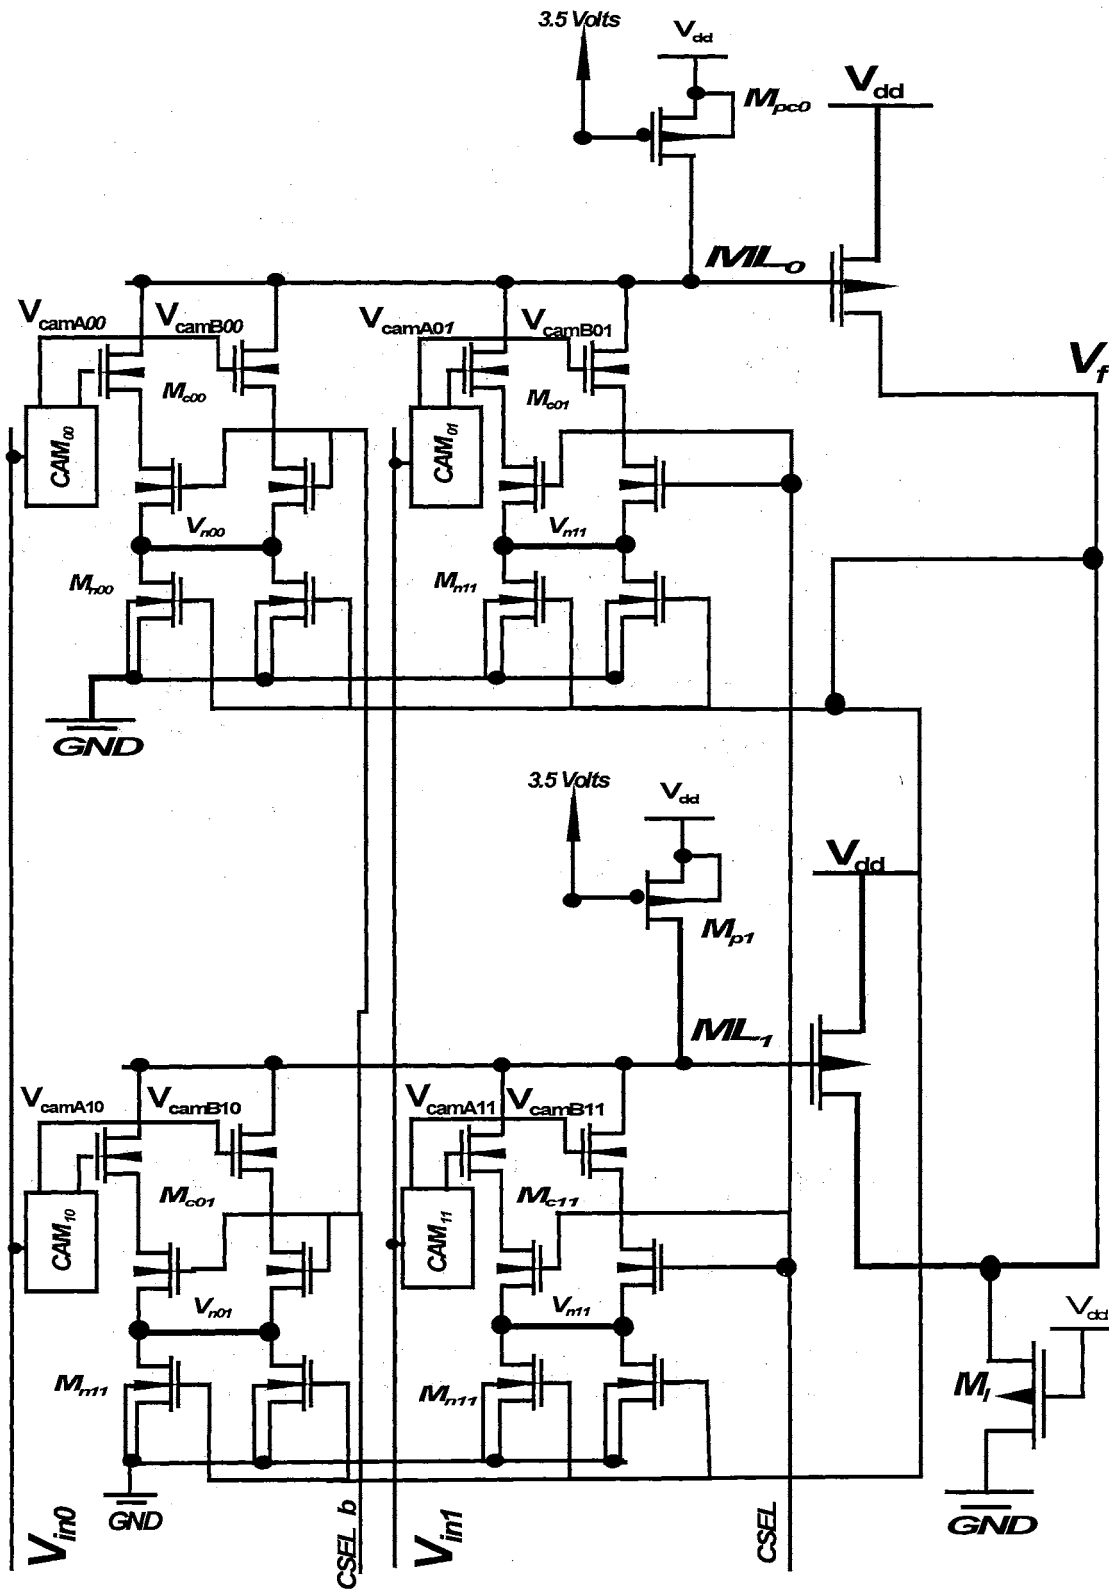 3.5 Volts
Vdd
Mpc0
Vdd
ML0
VcamA00
VcamB00
VcamA01
VcamB01
Vf
Mc00
Mc01
CAM00
CAM01
Vn00
Vn11
Mn00
Mn11
GND
3.5 Volts
Vdd
Vdd
Mp1
ML1
VcamA10
VcamB10
VcamA11
VcamB11
Mc01
Mc11
CAM10
CAM11
Vn01
Vn11
Vdd
Mn11
Mn11
Ml
GND
GND
Vin0
CSEL b
Vin1
CSEL